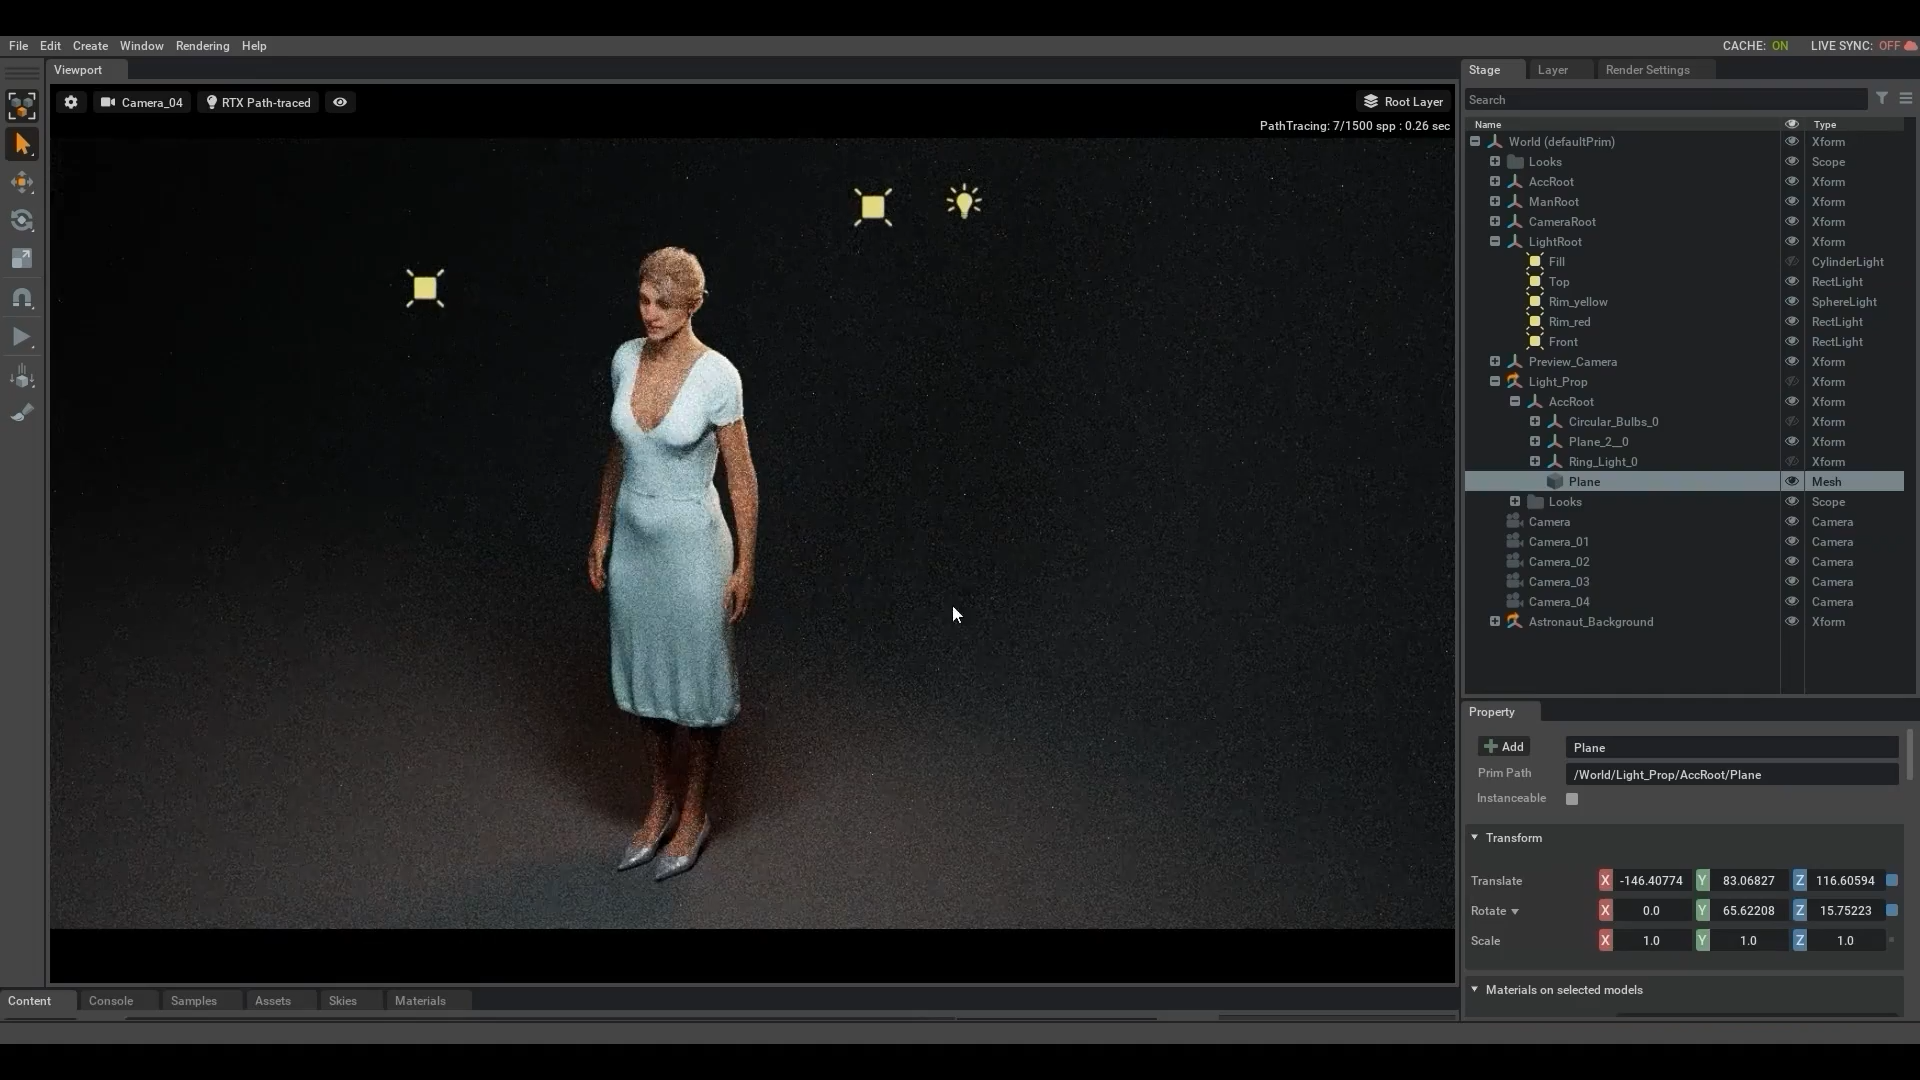 File Edit Create Window Rendering Help
CACHE: ON LIVE SYNC: OFF
Viewport
Stage Layer Render Settings
Camera_04 RTX Path-traced
Root Layer
PathTracing: 7/1500 spp : 0.26 sec
Search
Name Type
World (defaultPrim) Xform
Looks Scope
AccRoot Xform
ManRoot Xform
CameraRoot Xform
LightRoot Xform
Fill CylinderLight
Top RectLight
Rim_yellow SphereLight
Rim_red RectLight
Front RectLight
Preview_Camera Xform
Light_Prop Xform
AccRoot Xform
Circular_Bulbs_0 Xform
Plane_2__0 Xform
Ring_Light_0 Xform
Plane Mesh
Looks Scope
Camera Camera
Camera_01 Camera
Camera_02 Camera
Camera_03 Camera
Camera_04 Camera
Astronaut_Background Xform
Property
Add Plane
Prim Path /World/Light_Prop/AccRoot/Plane
Instanceable
Transform
Translate X -146.40774 Y 83.06827 Z 116.60594
Rotate X 0.0 Y 65.62208 Z 15.75223
Scale X 1.0 Y 1.0 Z 1.0
Materials on selected models
Content Console Samples Assets Skies Materials